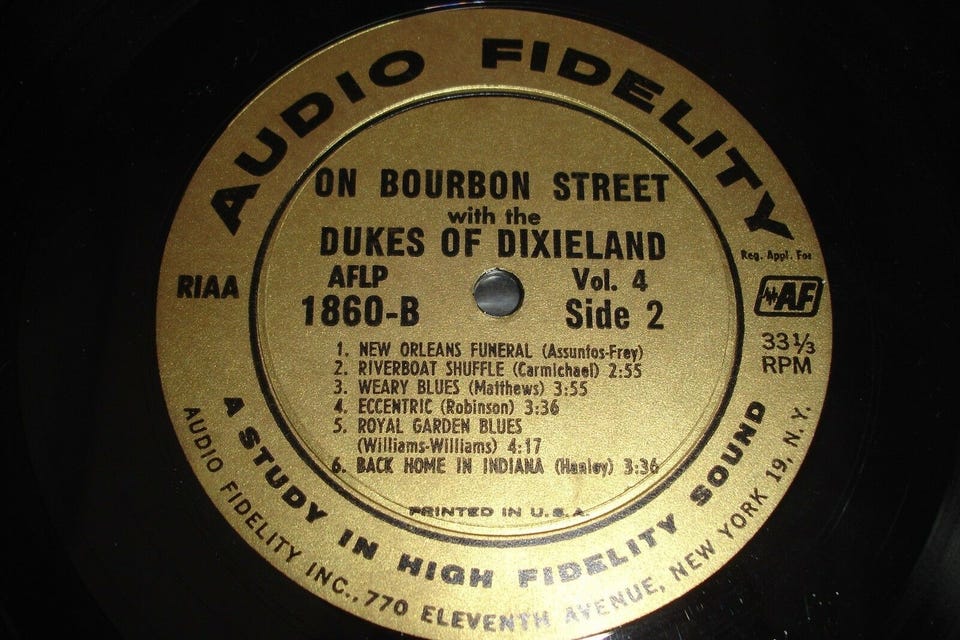 AUDIO FIDELITY
ON BOURBON STREET
with the
DUKES OF DIXIELAND
Reg. Appl. For
RIAA
AFLP
Vol. 4
AF
1860-B
Side 2
33⅓
RPM
1. NEW ORLEANS FUNERAL (Assuntos-Frey)
2. RIVERBOAT SHUFFLE (Carmichael) 2:55
3. WEARY BLUES (Matthews) 3:55
4. ECCENTRIC (Robinson) 3:36
5. ROYAL GARDEN BLUES
(Williams-Williams) 4:17
6. BACK HOME IN INDIANA (Hanley) 3:36
PRINTED IN U.S.A.
A STUDY IN HIGH FIDELITY SOUND
AUDIO FIDELITY INC., 770 ELEVENTH AVENUE, NEW YORK 19, N. Y.